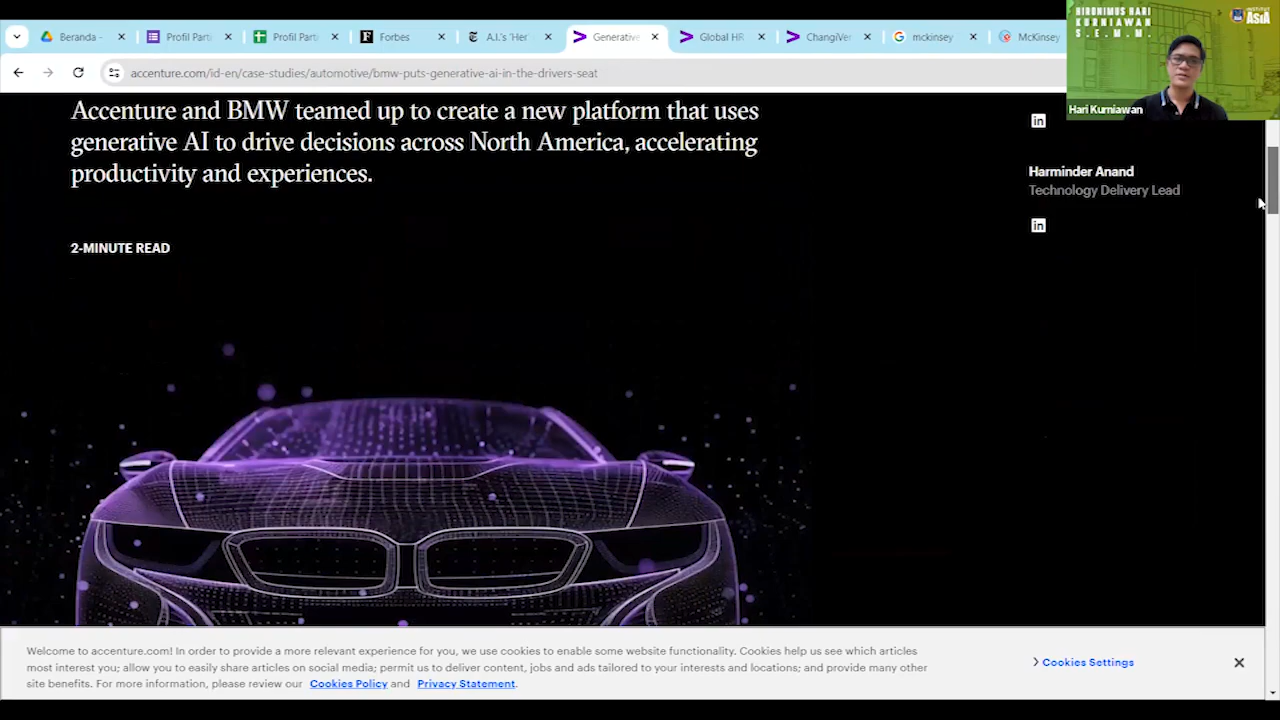 Beranda -
Profil Parti
Profil Parti
Forbes
A.I.'s 'Her'
Generative
Global HR
ChangiVer
mckinsey
McKinsey
accenture.com/id-en/case-studies/automotive/bmw-puts-generative-ai-in-the-drivers-seat
HIRONIMUS HARI
KURNIAWAN
S.E.M.M.
ASIA
Hari Kurniawan
Accenture and BMW teamed up to create a new platform that uses
generative AI to drive decisions across North America, accelerating
productivity and experiences.
2-MINUTE READ
in
Harminder Anand
Technology Delivery Lead
in
Welcome to accenture.com! In order to provide a more relevant experience for you, we use cookies to enable some website functionality. Cookies help us see which articles
most interest you; allow you to easily share articles on social media; permit us to deliver content, jobs and ads tailored to your interests and locations; and provide many other
site benefits. For more information, please review our Cookies Policy and Privacy Statement.
Cookies Settings